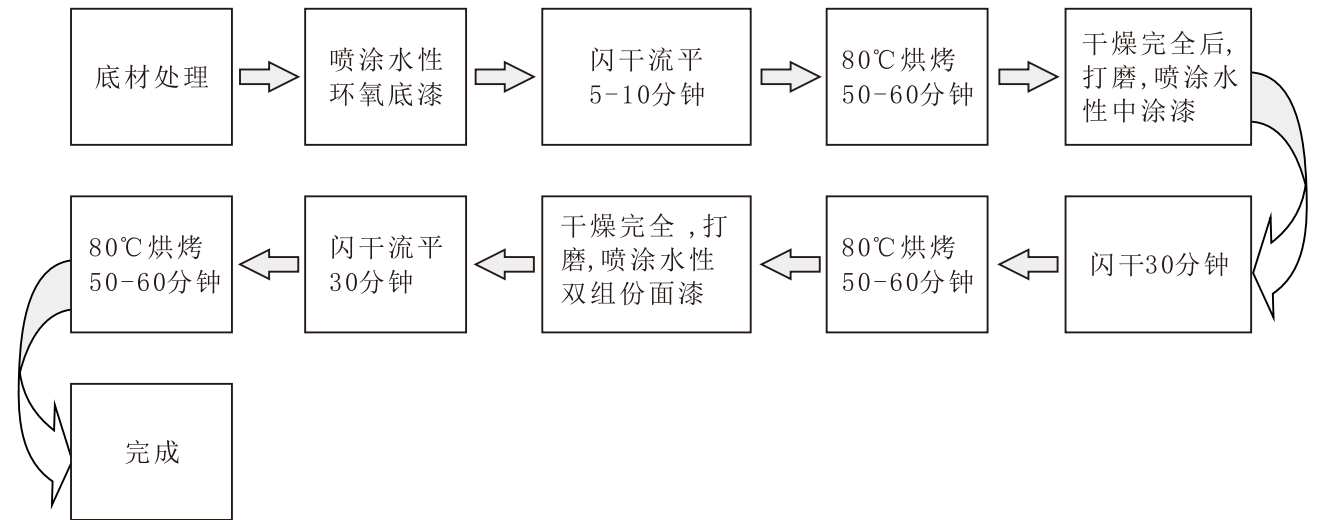 底材处理
喷涂水性
环氧底漆
闪干流平
5-10分钟
80℃烘烤
50-60分钟
干燥完全后,
打磨,喷涂水
性中涂漆
闪干30分钟
80℃烘烤
50-60分钟
干燥完全 ,打
磨,喷涂水性
双组份面漆
闪干流平
30分钟
80℃烘烤
50-60分钟
完成